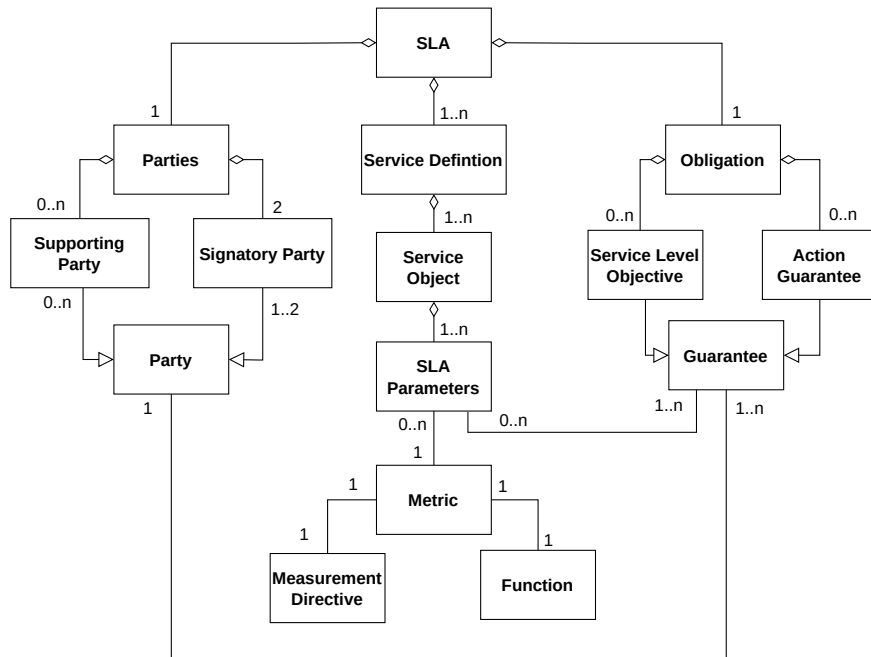 SLA
1
1..n
1
Parties
Service Defintion
Obligation
0..n
2
1..n
0..n
0..n
Supporting
Party
Signatory Party
Service
Object
Service Level
Objective
Action
Guarantee
0..n
1..2
1..n
Party
SLA
Parameters
Guarantee
1
0..n
0..n
1..n
1..n
1
Metric
1
1
1
1
Measurement
Directive
Function